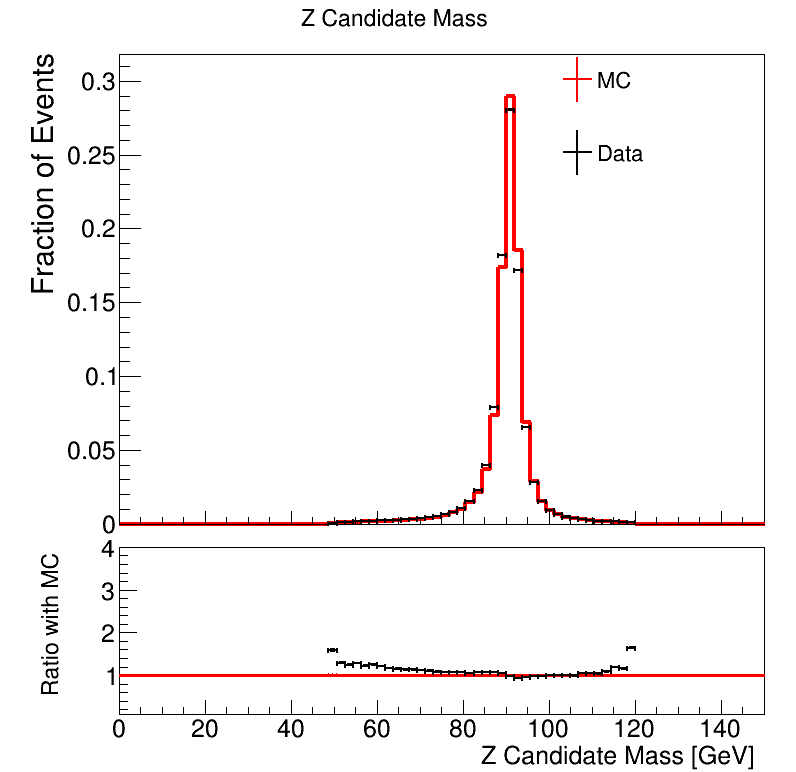 Z Candidate Mass
Fraction of Events
0.3
0.25
0.2
0.15
0.1
0.05
0
MC
Data
Ratio with MC
4
3
2
1
0 20 40 60 80 100 120 140
Z Candidate Mass [GeV]